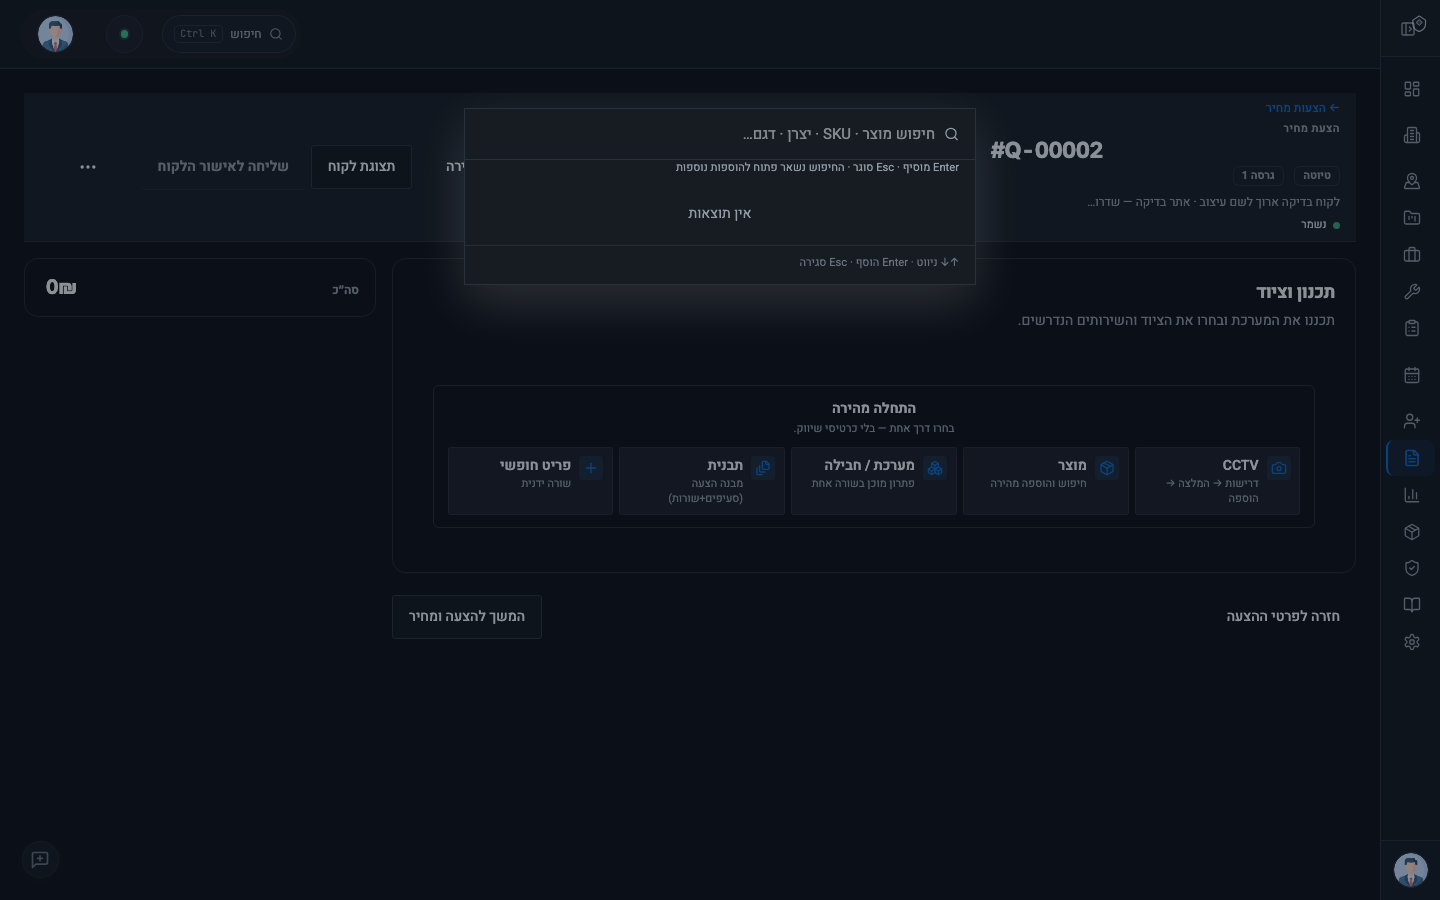 חיפוש Ctrl K
← הצעות מחיר
הצעת מחיר
#Q-00002
טיוטה גרסה 1
לקוח בדיקה ארוך לשם עיצוב · אתר בדיקה — שדרו...
נשמר
ירה
תצוגת לקוח
שליחה לאישור הלקוח
חיפוש מוצר · SKU · יצרן · דגם...
Enter מוסיף · Esc סוגר · החיפוש נשאר פתוח להוספות נוספות
אין תוצאות
↑↓ ניווט · Enter הוסף · Esc סגירה
תכנון וציוד
תכננו את המערכת ובחרו את הציוד והשירותים הנדרשים.
סה״כ
₪0
התחלה מהירה
בחרו דרך אחת — בלי כרטיסי שיווק.
CCTV
דרישות → המלצה →
הוספה
מוצר
חיפוש והוספה מהירה
מערכת / חבילה
פתרון מוכן בשורה אחת
תבנית
מבנה הצעה
(סעיפים+שורות)
פריט חופשי
שורה ידנית
חזרה לפרטי ההצעה
המשך להצעה ומחיר